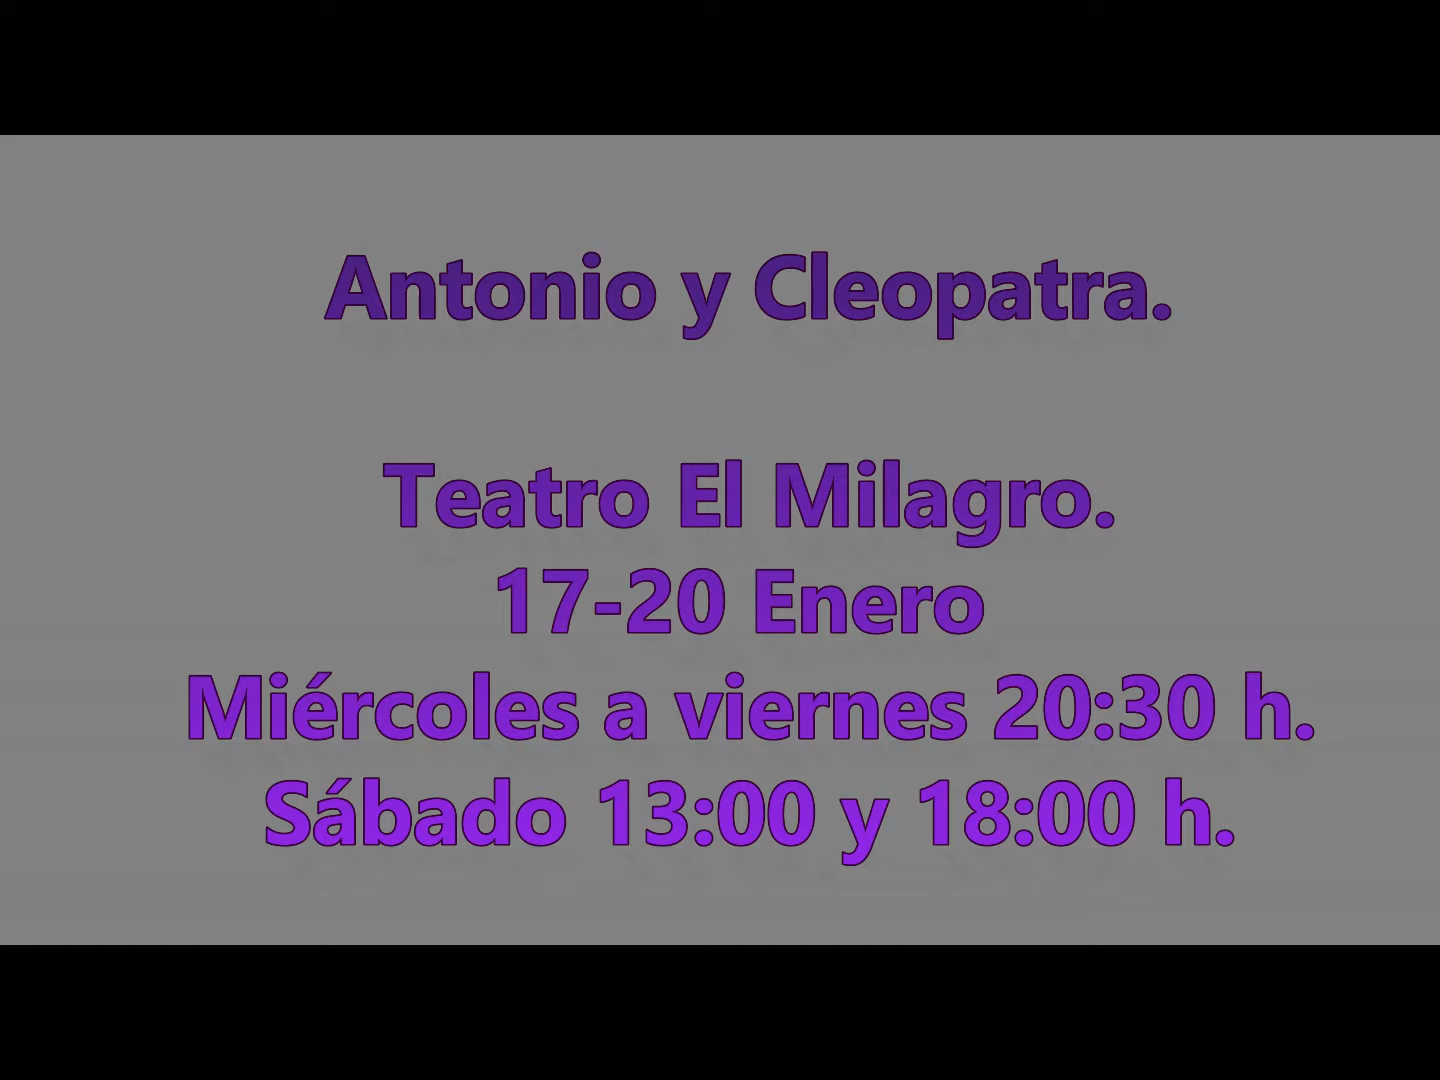 Antonio y Cleopatra.
Teatro El Milagro.
17-20 Enero
Miércoles a viernes 20:30 h.
Sábado 13:00 y 18:00 h.